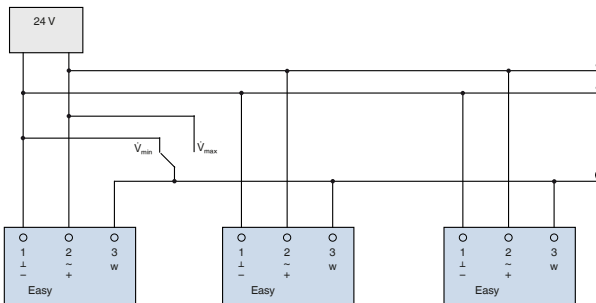 24 V
V̇min
V̇max
1 2 3 1 2 3 1 2 3
⊥ ~ w ⊥ ~ w ⊥ ~ w
− + − + − +
Easy Easy Easy